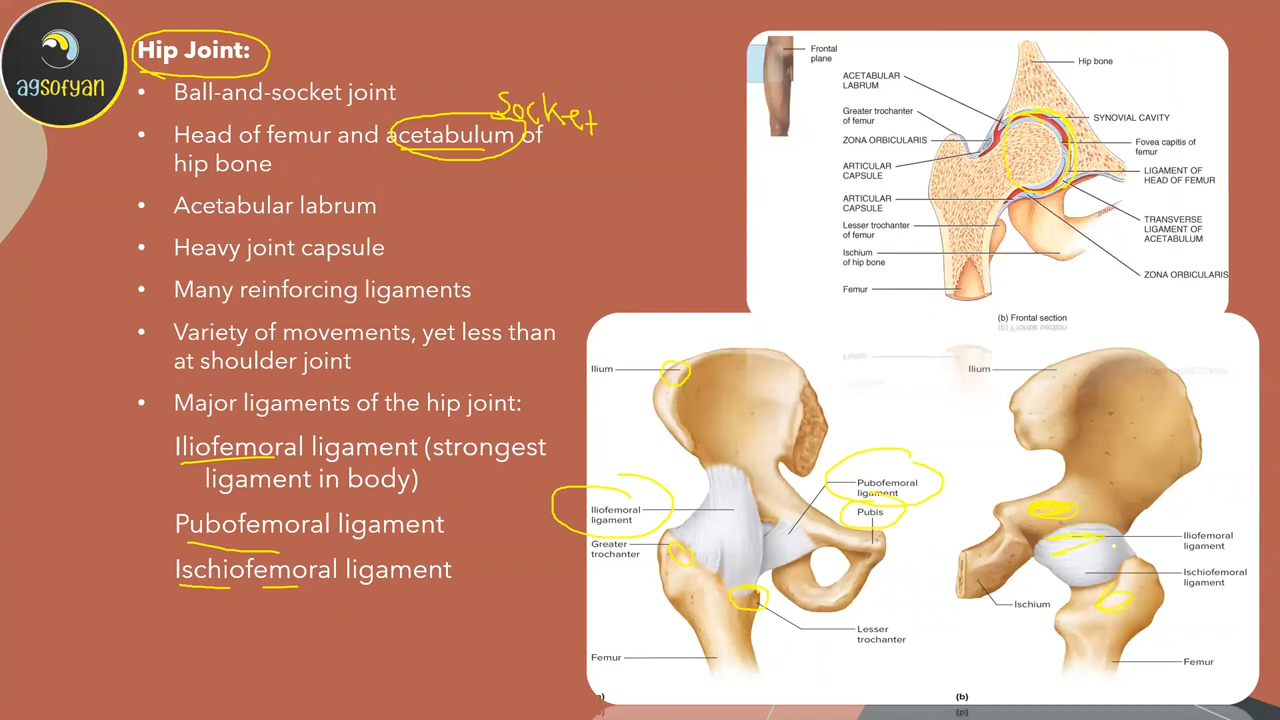 agsofyan
Hip Joint:
• Ball-and-socket joint
socket
• Head of femur and acetabulum of
hip bone
• Acetabular labrum
• Heavy joint capsule
• Many reinforcing ligaments
• Variety of movements, yet less than
at shoulder joint
• Major ligaments of the hip joint:
Iliofemoral ligament (strongest
ligament in body)
Pubofemoral ligament
Ischiofemoral ligament
Frontal
plane
ACETABULAR
LABRUM
Greater trochanter
of femur
ZONA ORBICULARIS
ARTICULAR
CAPSULE
ARTICULAR
CAPSULE
Lesser trochanter
of femur
Ischium
of hip bone
Femur
Hip bone
SYNOVIAL CAVITY
Fovea capitis of
femur
LIGAMENT OF
HEAD OF FEMUR
TRANSVERSE
LIGAMENT OF
ACETABULUM
ZONA ORBICULARIS
(b) Frontal section
Ilium
Iliofemoral
ligament
Greater
trochanter
Femur
Pubofemoral
ligament
Pubis
Lesser
trochanter
Ilium
Iliofemoral
ligament
Ischiofemoral
ligament
Ischium
Femur
(b)